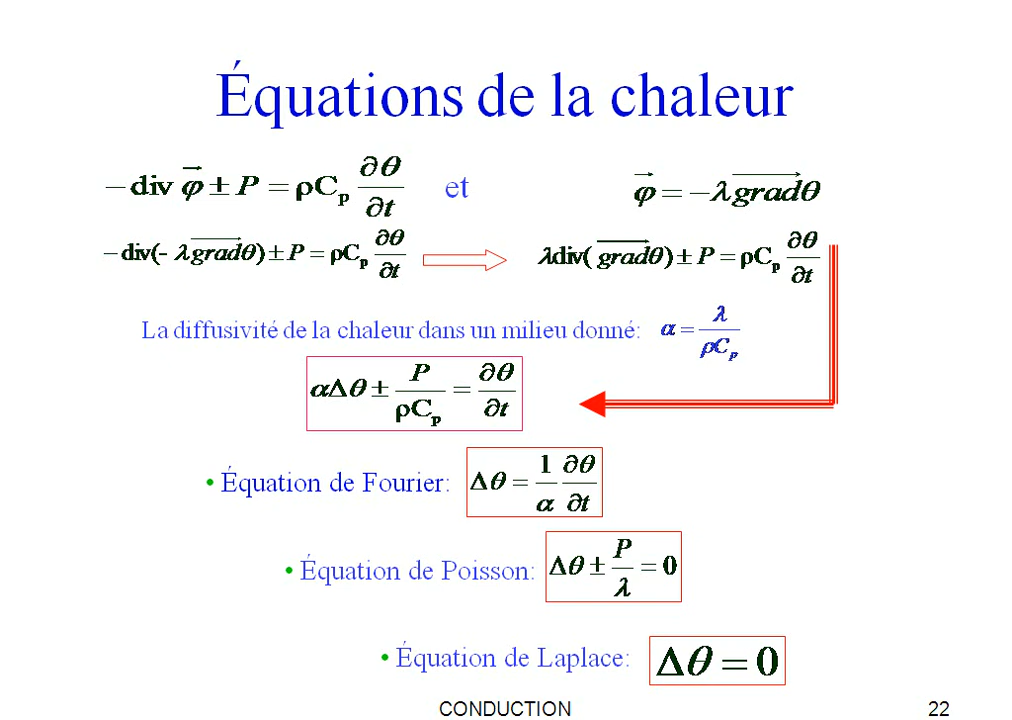 Équations de la chaleur
−div φ⃗ ± P = ρCₚ ∂θ/∂t et φ⃗ = −λ grad⃗θ
−div(- λ grad⃗θ) ± P = ρCₚ ∂θ/∂t λdiv( grad⃗θ) ± P = ρCₚ ∂θ/∂t
La diffusivité de la chaleur dans un milieu donné: α = λ/ρCₚ
αΔθ ± P/ρCₚ = ∂θ/∂t
• Équation de Fourier: Δθ = 1/α ∂θ/∂t
• Équation de Poisson: Δθ ± P/λ = 0
• Équation de Laplace: Δθ = 0
CONDUCTION 22